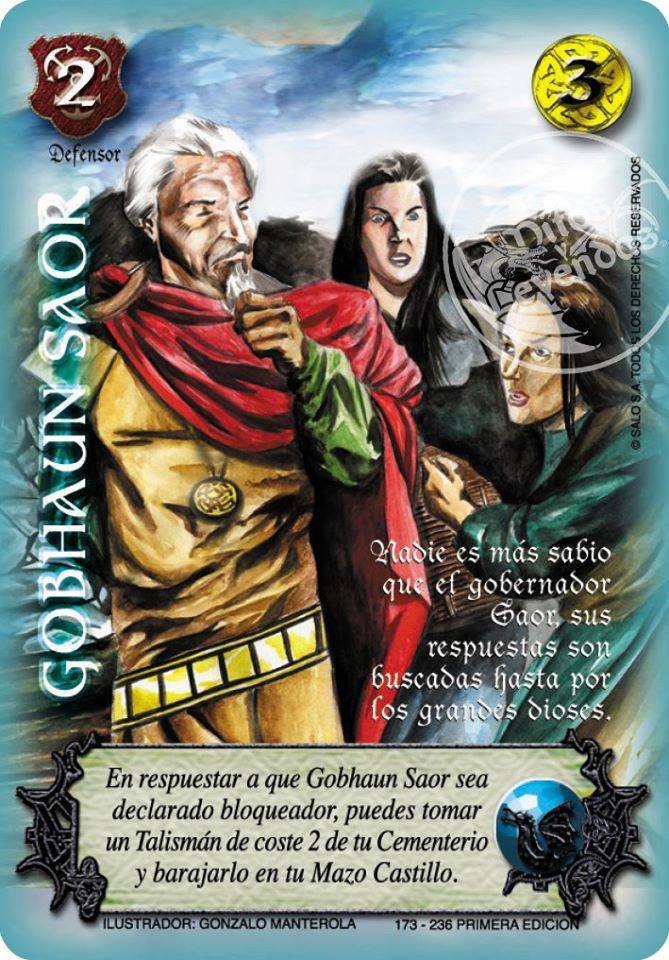 2
3
Defensor
GOBHAUN SAOR
Mitos y
Leyendas
© SALO S.A. TODOS LOS DERECHOS RESERVADOS
Nadie es más sabio
que el gobernador
Saor, sus
respuestas son
buscadas hasta por
los grandes dioses.
En respuestar a que Gobhaun Saor sea
declarado bloqueador, puedes tomar
un Talismán de coste 2 de tu Cementerio
y barajarlo en tu Mazo Castillo.
ILUSTRADOR: GONZALO MANTEROLA 173 - 236 PRIMERA EDICION